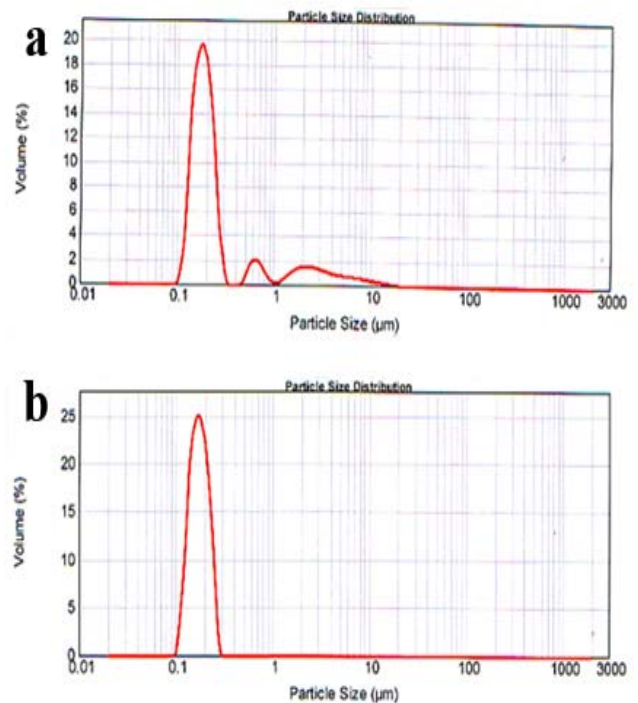 a
Particle Size Distribution
20
18
16
14
12
10
8
6
4
2
0
Volume (%)
0.01 0.1 1 10 100 1000 3000
Particle Size (µm)
b
Particle Size Distribution
25
20
15
10
5
0
Volume (%)
0.01 0.1 1 10 100 1000 3000
Particle Size (µm)